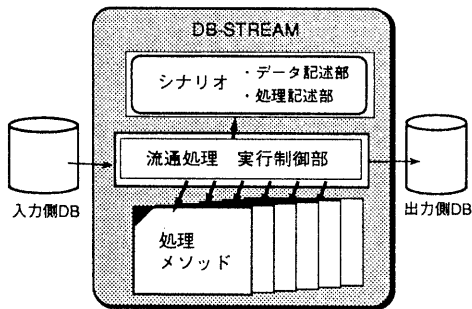 DB-STREAM
シナリオ
・データ記述部
・処理記述部
流通処理 実行制御部
入力側DB
出力側DB
処理
メソッド